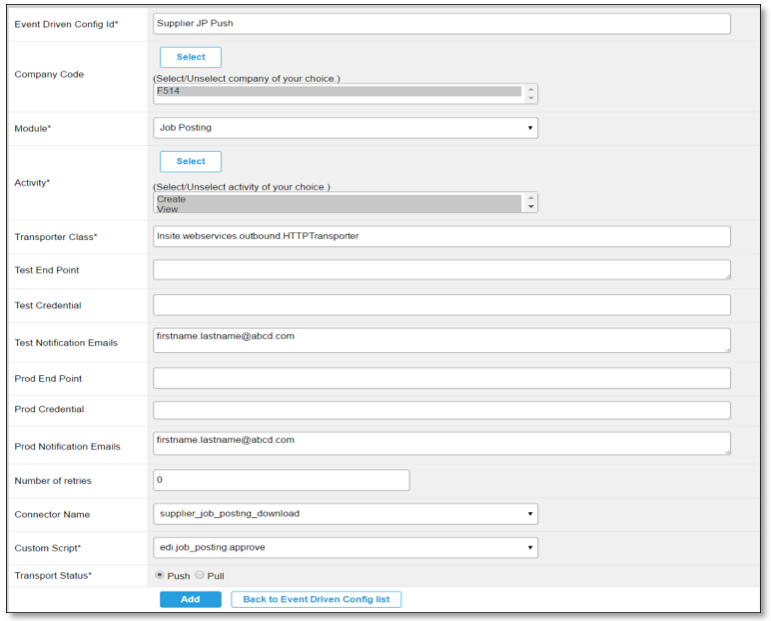 Event Driven Config Id* Supplier JP Push
Select
Company Code
(Select/Unselect company of your choice.)
F514
Module* Job Posting
Select
Activity*
(Select/Unselect activity of your choice.)
Create
View
Transporter Class* Insite.webservices.outbound.HTTPTransporter
Test End Point
Test Credential
Test Notification Emails firstname.lastname@abcd.com
Prod End Point
Prod Credential
Prod Notification Emails firstname.lastname@abcd.com
Number of retries 0
Connector Name supplier_job_posting_download
Custom Script* edi.job_posting.approve
Transport Status* Push Pull
Add Back to Event Driven Config list